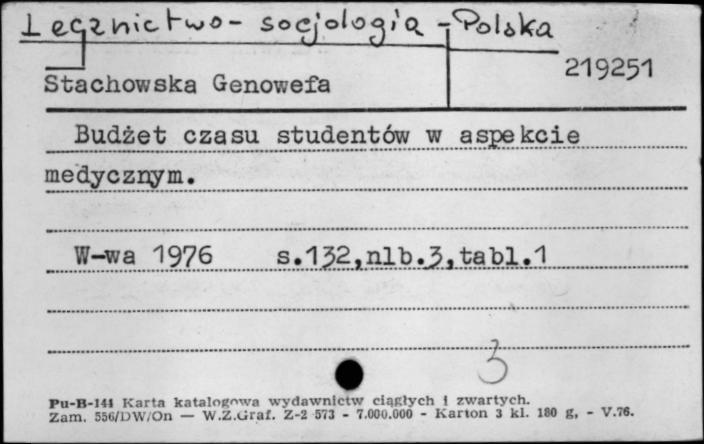 Lecznictwo - socjologia - Polska
219251
Stachowska Genowefa
Budżet czasu studentów w aspekcie
medycznym.
W-wa 1976 s.132,nlb.3,tabl.1
3
Pu-B-144 Karta katalogowa wydawnictw ciągłych i zwartych.
Zam. 556/DW/On — W.Z.Graf. Z-2 573 - 7.000.000 - Karton 3 kl. 180 g, - V.76.